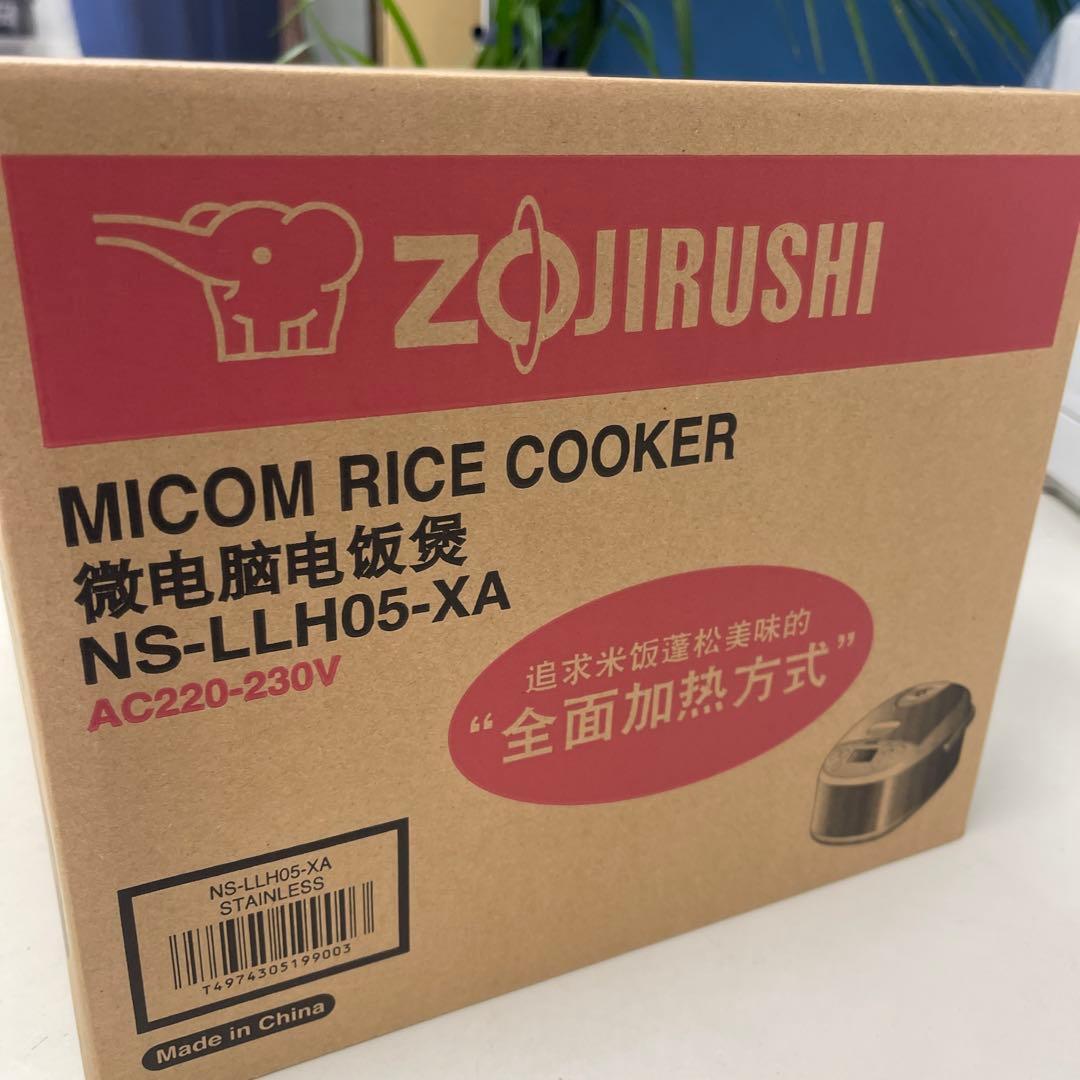 ZOJIRUSHI
MICOM RICE COOKER
微电脑电饭煲
NS-LLH05-XA
AC220-230V
追求米饭蓬松美味的
“全面加热方式”
NS-LLH05-XA
STAINLESS
T4974305199003
Made in China